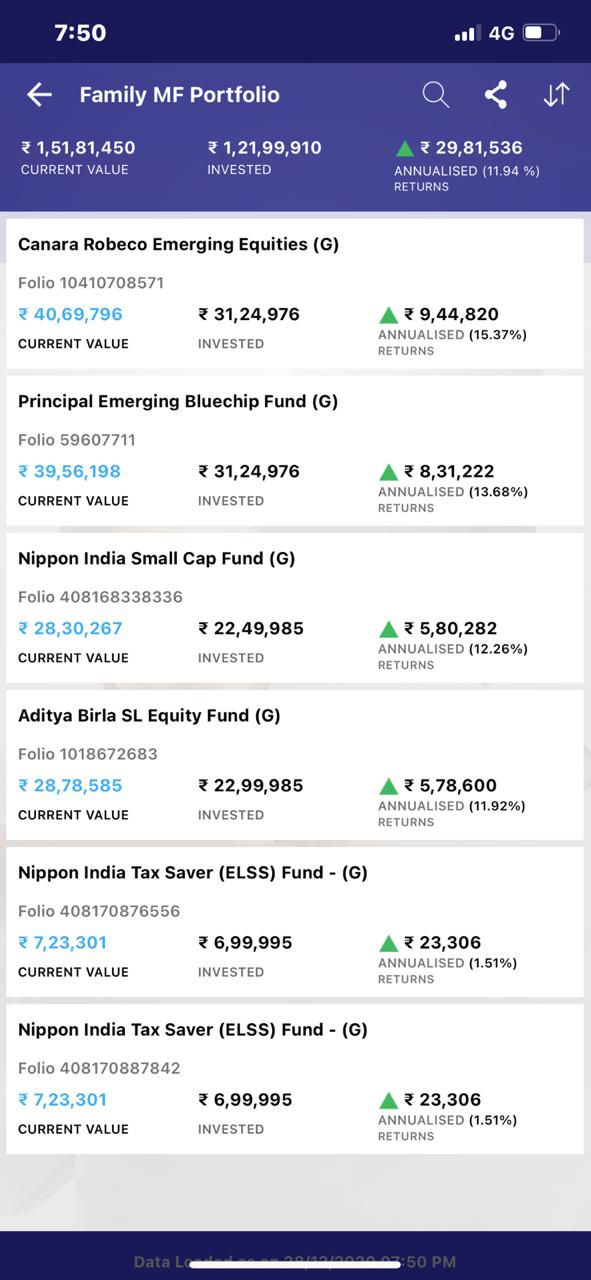 7:50 4G
Family MF Portfolio
₹ 1,51,81,450 ₹ 1,21,99,910 ₹ 29,81,536
CURRENT VALUE INVESTED ANNUALISED (11.94 %)
RETURNS
Canara Robeco Emerging Equities (G)
Folio 10410708571
₹ 40,69,796 ₹ 31,24,976 ₹ 9,44,820
CURRENT VALUE INVESTED ANNUALISED (15.37%)
RETURNS
Principal Emerging Bluechip Fund (G)
Folio 59607711
₹ 39,56,198 ₹ 31,24,976 ₹ 8,31,222
CURRENT VALUE INVESTED ANNUALISED (13.68%)
RETURNS
Nippon India Small Cap Fund (G)
Folio 408168338336
₹ 28,30,267 ₹ 22,49,985 ₹ 5,80,282
CURRENT VALUE INVESTED ANNUALISED (12.26%)
RETURNS
Aditya Birla SL Equity Fund (G)
Folio 1018672683
₹ 28,78,585 ₹ 22,99,985 ₹ 5,78,600
CURRENT VALUE INVESTED ANNUALISED (11.92%)
RETURNS
Nippon India Tax Saver (ELSS) Fund - (G)
Folio 408170876556
₹ 7,23,301 ₹ 6,99,995 ₹ 23,306
CURRENT VALUE INVESTED ANNUALISED (1.51%)
RETURNS
Nippon India Tax Saver (ELSS) Fund - (G)
Folio 408170887842
₹ 7,23,301 ₹ 6,99,995 ₹ 23,306
CURRENT VALUE INVESTED ANNUALISED (1.51%)
RETURNS
Data Loaded as on 28/12/2020 07:50 PM